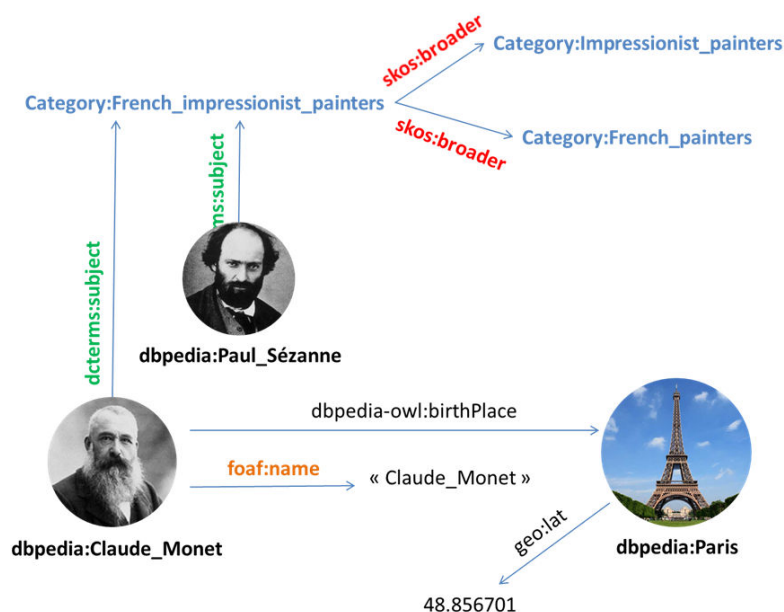 skos:broader
Category:Impressionist_painters
Category:French_impressionist_painters
skos:broader
Category:French_painters
dcterms:subject
ms:subject
dbpedia:Paul_Sézanne
dbpedia-owl:birthPlace
foaf:name
« Claude_Monet »
dbpedia:Claude_Monet
geo:lat
dbpedia:Paris
48.856701